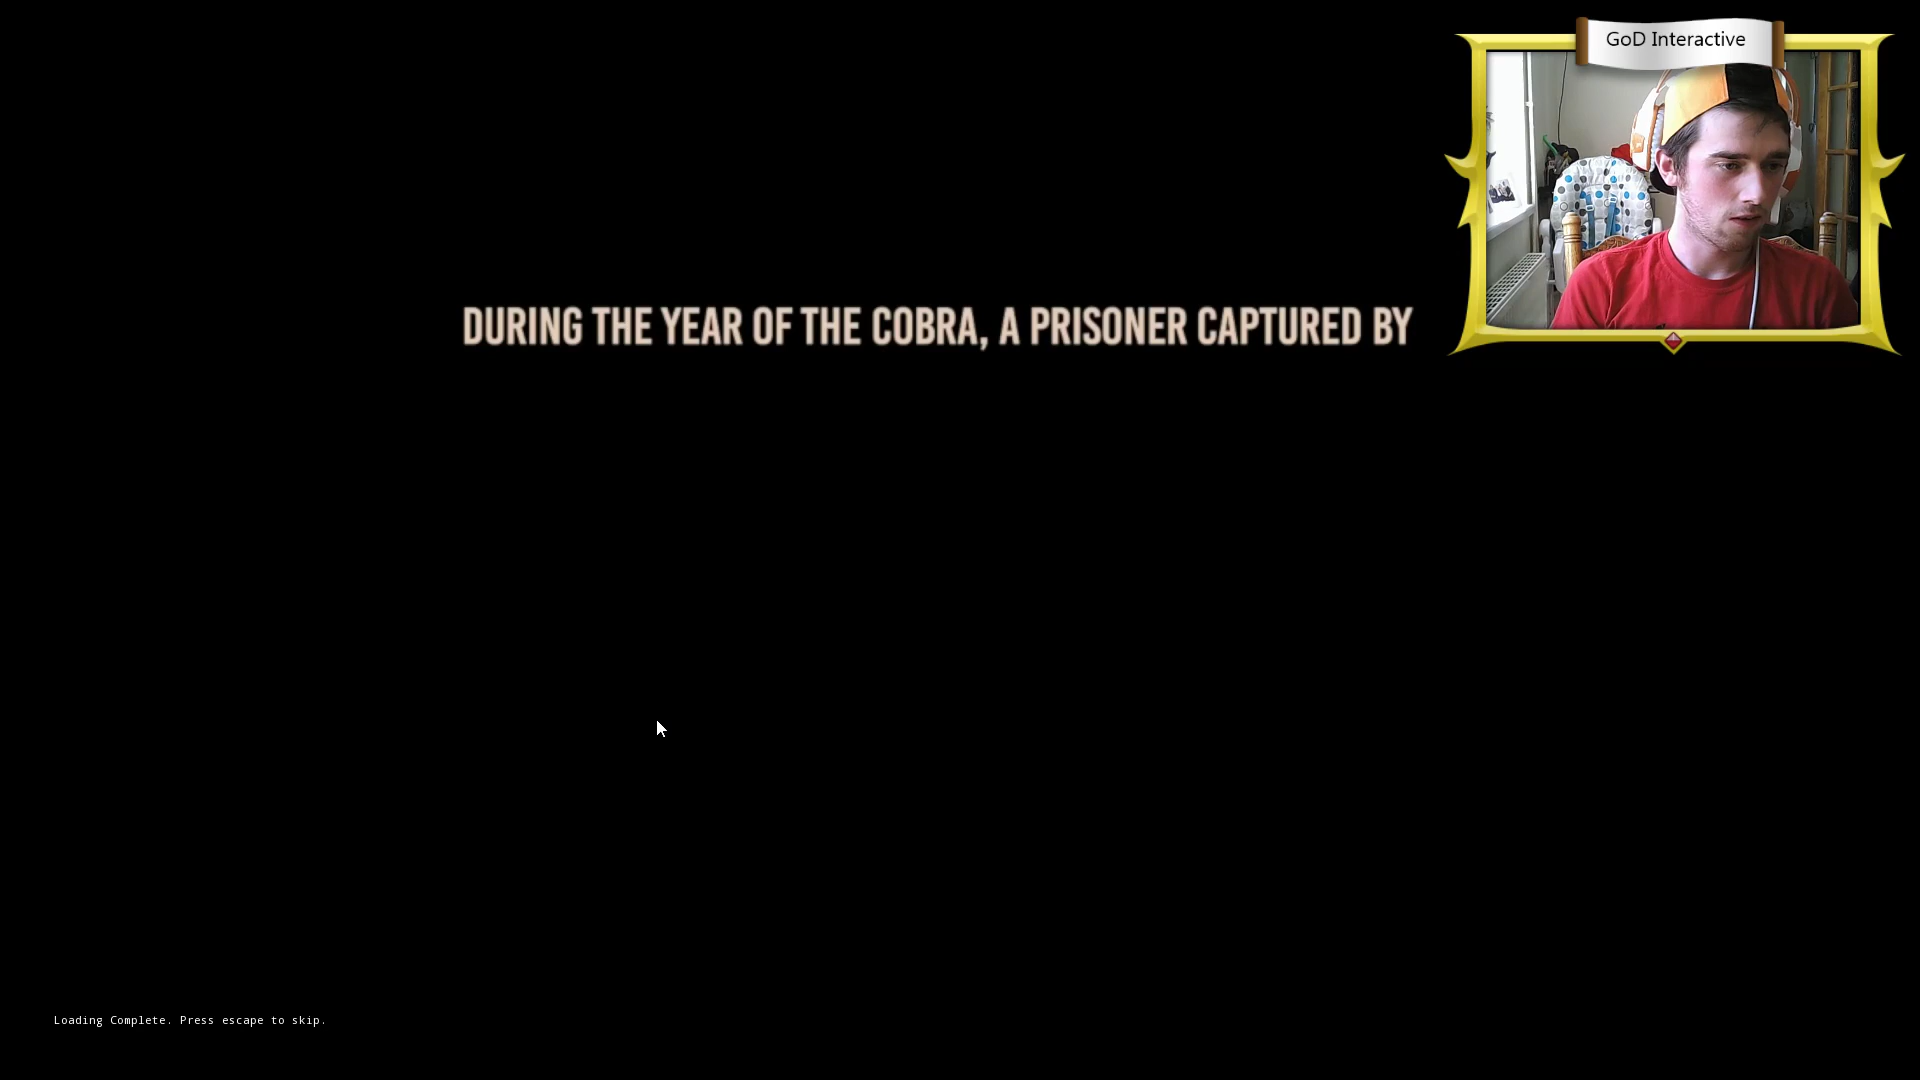 GoD Interactive
DURING THE YEAR OF THE COBRA, A PRISONER CAPTURED BY
Loading Complete. Press escape to skip.